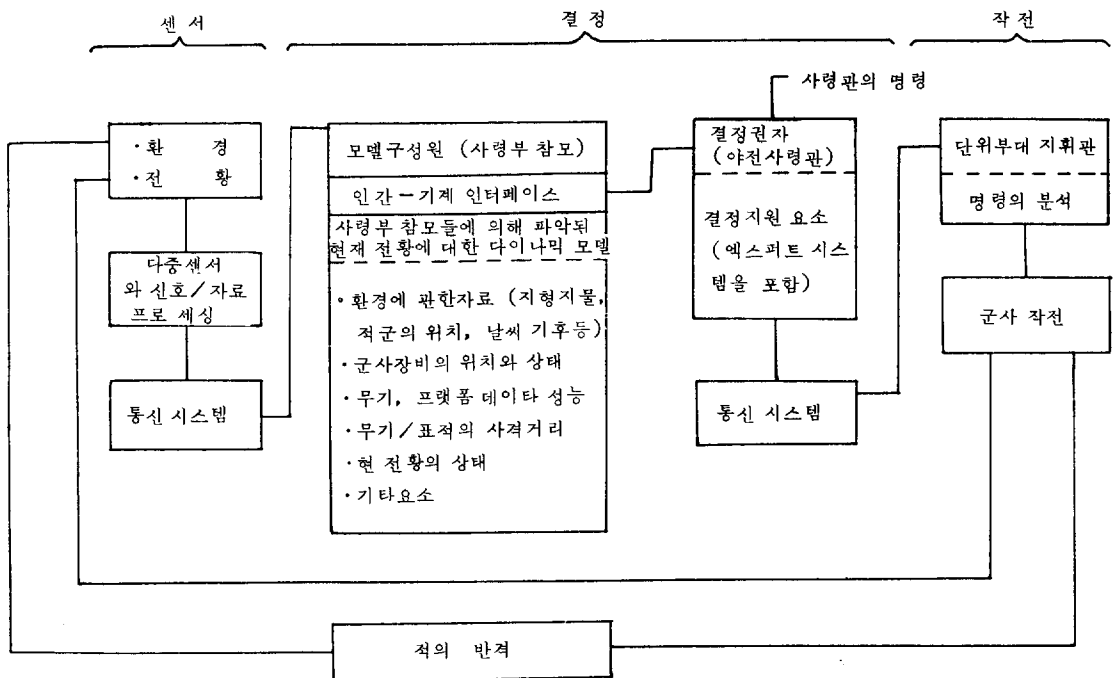 센서
결정
작전
사령관의 명령
·환 경
·전 황
다중센서
와 신호/자료
프로세싱
통신 시스템
모델구성원 (사령부 참모)
인간-기계 인터페이스
사령부 참모들에 의해 파악된
현재 전황에 대한 다이나믹 모델
·환경에 관한자료 (지형지물,
적군의 위치, 날씨 기후등)
·군사장비의 위치와 상태
·무기, 프랫폼 데이타 성능
·무기/표적의 사격거리
·현 전황의 상태
·기타요소
결정권자
(야전사령관)
결정지원 요소
(엑스퍼트 시스
템을 포함)
통신 시스템
단위부대 지휘관
명령의 분석
군사 작전
적의 반격